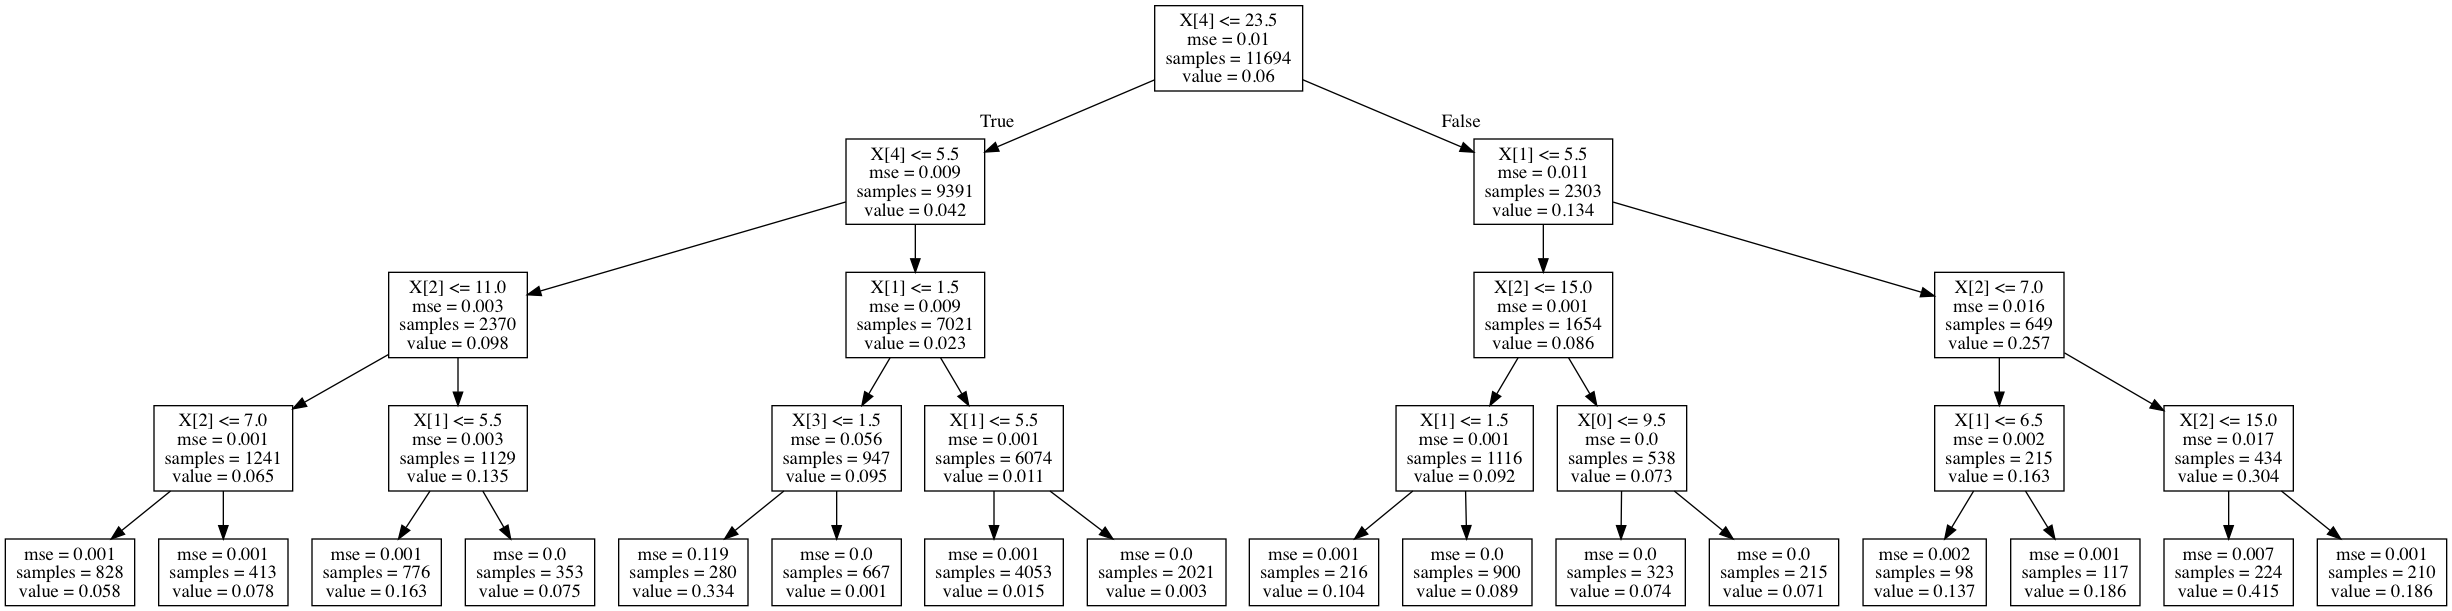 X[4] <= 23.5
mse = 0.01
samples = 11694
value = 0.06
True
False
X[4] <= 5.5
mse = 0.009
samples = 9391
value = 0.042
X[1] <= 5.5
mse = 0.011
samples = 2303
value = 0.134
X[2] <= 11.0
mse = 0.003
samples = 2370
value = 0.098
X[1] <= 1.5
mse = 0.009
samples = 7021
value = 0.023
X[2] <= 15.0
mse = 0.001
samples = 1654
value = 0.086
X[2] <= 7.0
mse = 0.016
samples = 649
value = 0.257
X[2] <= 7.0
mse = 0.001
samples = 1241
value = 0.065
X[1] <= 5.5
mse = 0.003
samples = 1129
value = 0.135
X[3] <= 1.5
mse = 0.056
samples = 947
value = 0.095
X[1] <= 5.5
mse = 0.001
samples = 6074
value = 0.011
X[1] <= 1.5
mse = 0.001
samples = 1116
value = 0.092
X[0] <= 9.5
mse = 0.0
samples = 538
value = 0.073
X[1] <= 6.5
mse = 0.002
samples = 215
value = 0.163
X[2] <= 15.0
mse = 0.017
samples = 434
value = 0.304
mse = 0.001
samples = 828
value = 0.058
mse = 0.001
samples = 413
value = 0.078
mse = 0.001
samples = 776
value = 0.163
mse = 0.0
samples = 353
value = 0.075
mse = 0.119
samples = 280
value = 0.334
mse = 0.0
samples = 667
value = 0.001
mse = 0.001
samples = 4053
value = 0.015
mse = 0.0
samples = 2021
value = 0.003
mse = 0.001
samples = 216
value = 0.104
mse = 0.0
samples = 900
value = 0.089
mse = 0.0
samples = 323
value = 0.074
mse = 0.0
samples = 215
value = 0.071
mse = 0.002
samples = 98
value = 0.137
mse = 0.001
samples = 117
value = 0.186
mse = 0.007
samples = 224
value = 0.415
mse = 0.001
samples = 210
value = 0.186